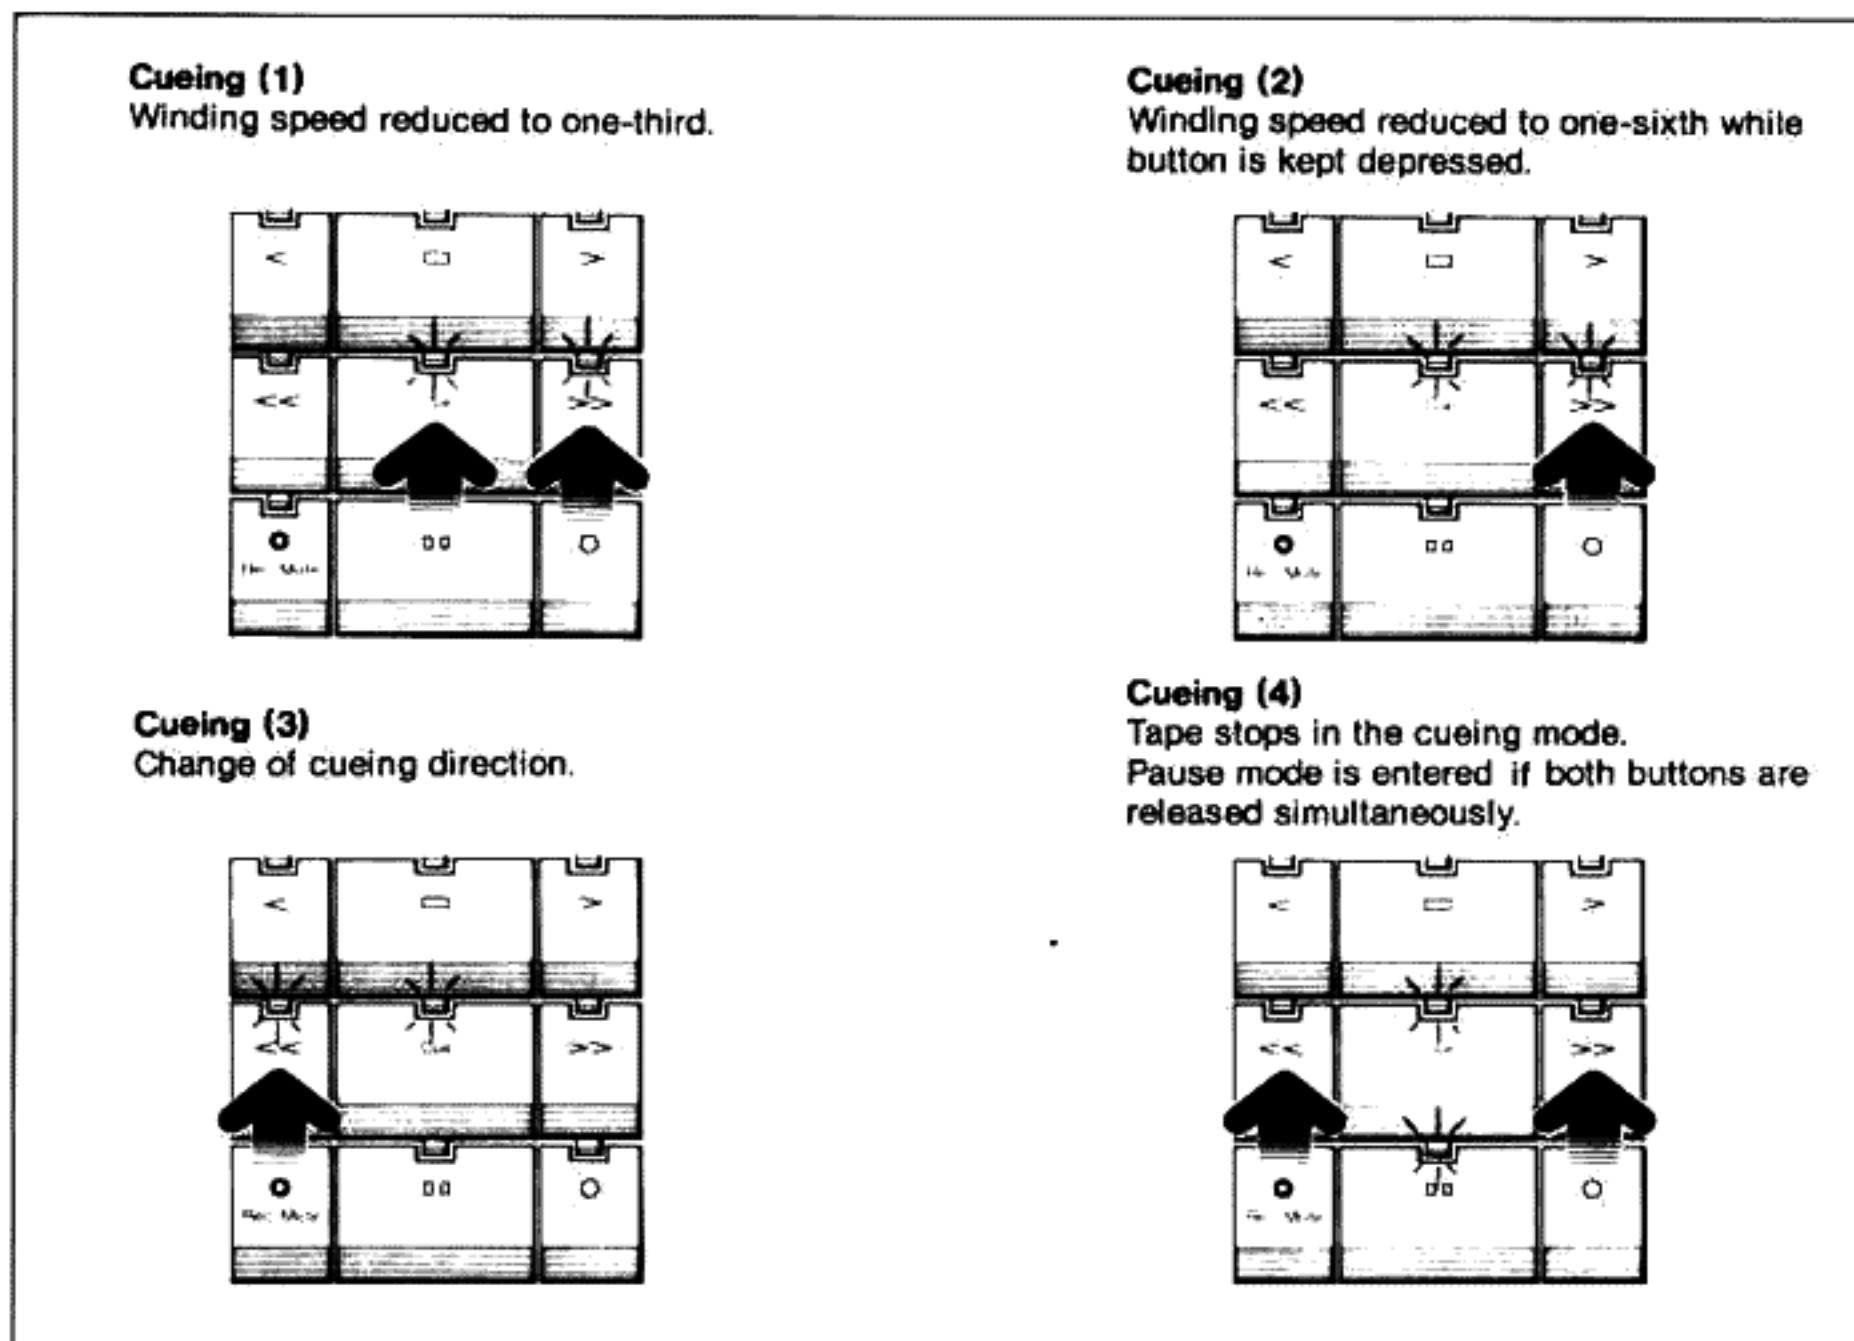 Cueing (1)
Winding speed reduced to one-third.
Cueing (2)
Winding speed reduced to one-sixth while
button is kept depressed.
< >
<< >>
< >
<< >>
Cueing (3)
Change of cueing direction.
Cueing (4)
Tape stops in the cueing mode.
Pause mode is entered if both buttons are
released simultaneously.
< >
<< >>
Rec Mute
< >
<< >>